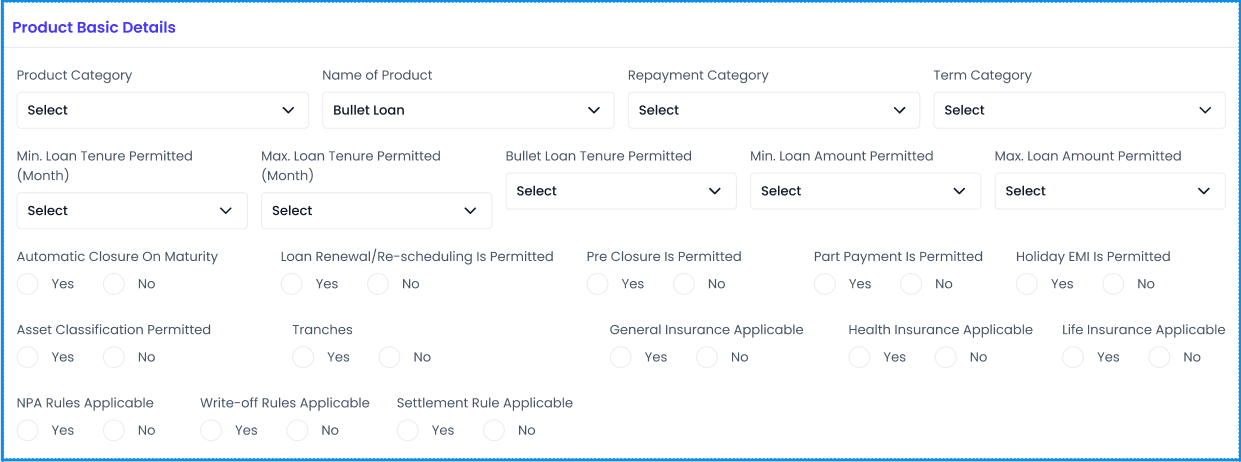 Product Basic Details
Product Category Name of Product Repayment Category Term Category
Select Bullet Loan Select Select
Min. Loan Tenure Permitted (Month) Max. Loan Tenure Permitted (Month) Bullet Loan Tenure Permitted Min. Loan Amount Permitted Max. Loan Amount Permitted
Select Select Select Select Select
Automatic Closure On Maturity Loan Renewal/Re-scheduling Is Permitted Pre Closure Is Permitted Part Payment Is Permitted Holiday EMI Is Permitted
Yes No Yes No Yes No Yes No Yes No
Asset Classification Permitted Tranches General Insurance Applicable Health Insurance Applicable Life Insurance Applicable
Yes No Yes No Yes No Yes No Yes No
NPA Rules Applicable Write-off Rules Applicable Settlement Rule Applicable
Yes No Yes No Yes No